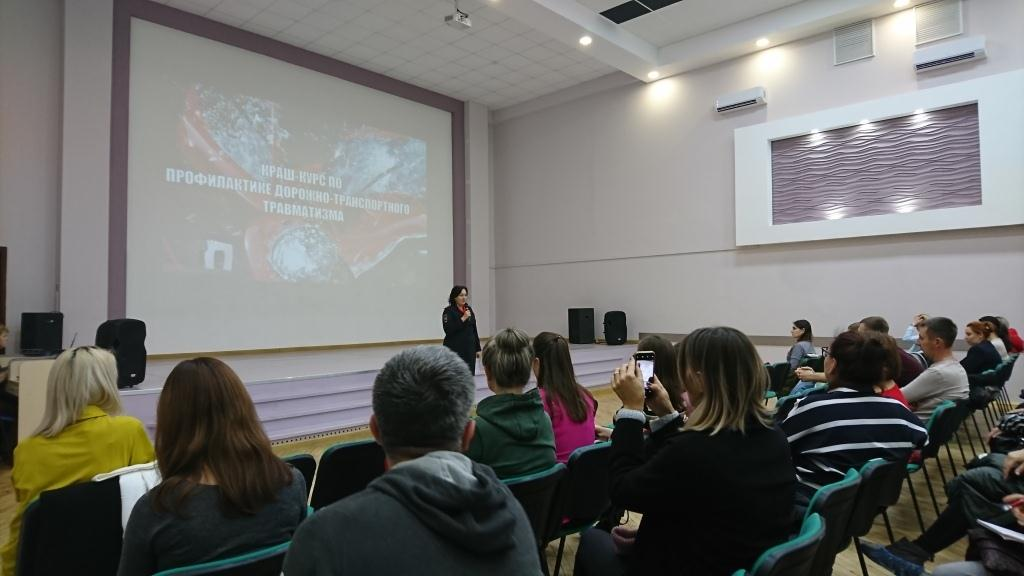 КРАШ-КУРС ПО
ПРОФИЛАКТИКЕ ДОРОЖНО-ТРАНСПОРТНОГО
ТРАВМАТИЗМА